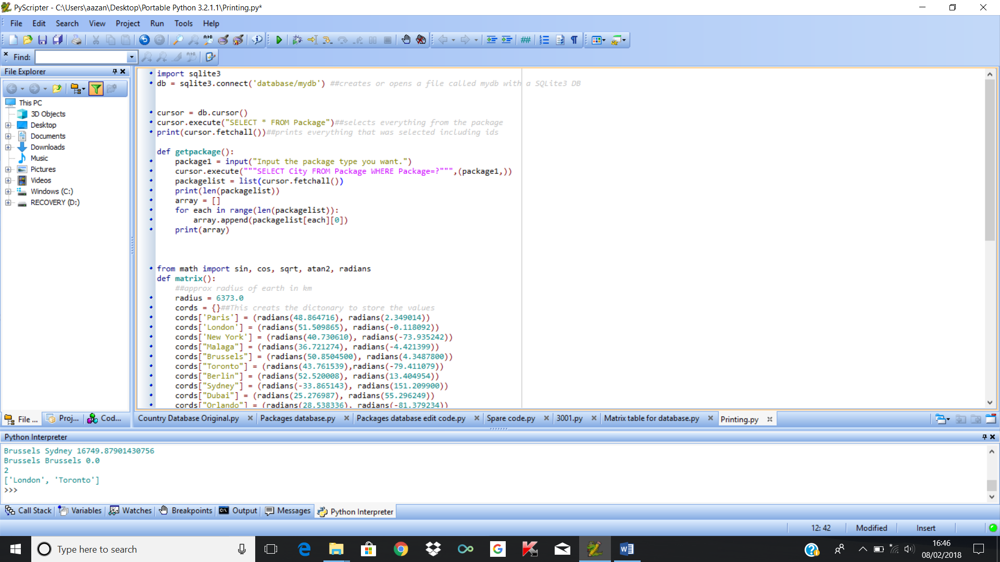 PyScripter - C:\Users\aazan\Desktop\Portable Python 3.2.1.1\Printing.py*
File Edit Search View Project Run Tools Help
Find:
File Explorer
This PC
3D Objects
Desktop
Documents
Downloads
Music
Pictures
Videos
Windows (C:)
RECOVERY (D:)
import sqlite3
db = sqlite3.connect('database/mydb') ##creates or opens a file called mydb with a SQLite3 DB
cursor = db.cursor()
cursor.execute("SELECT * FROM Package")##selects everything from the package
print(cursor.fetchall())##prints everything that was selected including ids
def getpackage():
package1 = input("Input the package type you want.")
cursor.execute("""SELECT City FROM Package WHERE Package=?""",(package1,))
packagelist = list(cursor.fetchall())
print(len(packagelist))
array = []
for each in range(len(packagelist)):
array.append(packagelist[each][0])
print(array)
from math import sin, cos, sqrt, atan2, radians
def matrix():
##approx radius of earth in km
radius = 6373.0
cords = {}##This creats the dictonary to store the values
cords['Paris'] = (radians(48.864716), radians(2.349014))
cords['London'] = (radians(51.509865), radians(-0.118092))
cords['New York'] = (radians(40.730610), radians(-73.935242))
cords["Malaga"] = (radians(36.721274), radians(-4.421399))
cords["Brussels"] = (radians(50.8504500), radians(4.3487800))
cords["Toronto"] = (radians(43.761539),radians(-79.411079))
cords["Berlin"] = (radians(52.520008), radians(13.404954))
cords["Sydney"] = (radians(-33.865143), radians(151.209900))
cords["Dubai"] = (radians(25.276987), radians(55.296249))
cords["Orlando"] = (radians(28.538336), radians(-81.379234))
File ... Proj... Cod...
Country Database Original.py Packages database.py Packages database edit code.py Spare code.py 3001.py Matrix table for database.py Printing.py
Python Interpreter
Brussels Sydney 16749.87901430756
Brussels Brussels 0.0
2
['London', 'Toronto']
>>>
Call Stack Variables Watches Breakpoints Output Messages Python Interpreter
12: 42 Modified Insert
Type here to search
16:46
08/02/2018